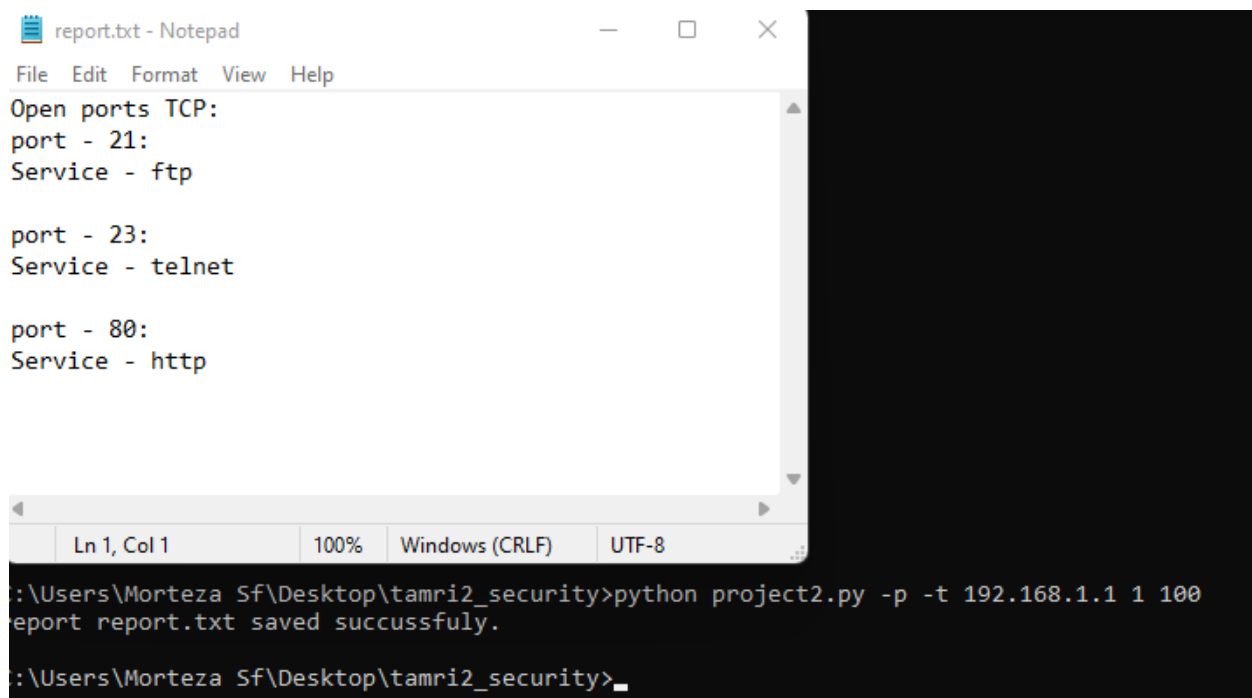 report.txt - Notepad
File Edit Format View Help
Open ports TCP:
port - 21:
Service - ftp
port - 23:
Service - telnet
port - 80:
Service - http
Ln 1, Col 1 100% Windows (CRLF) UTF-8
:\Users\Morteza Sf\Desktop\tamri2_security>python project2.py -p -t 192.168.1.1 1 100
eport report.txt saved succussfuly.
:\Users\Morteza Sf\Desktop\tamri2_security>